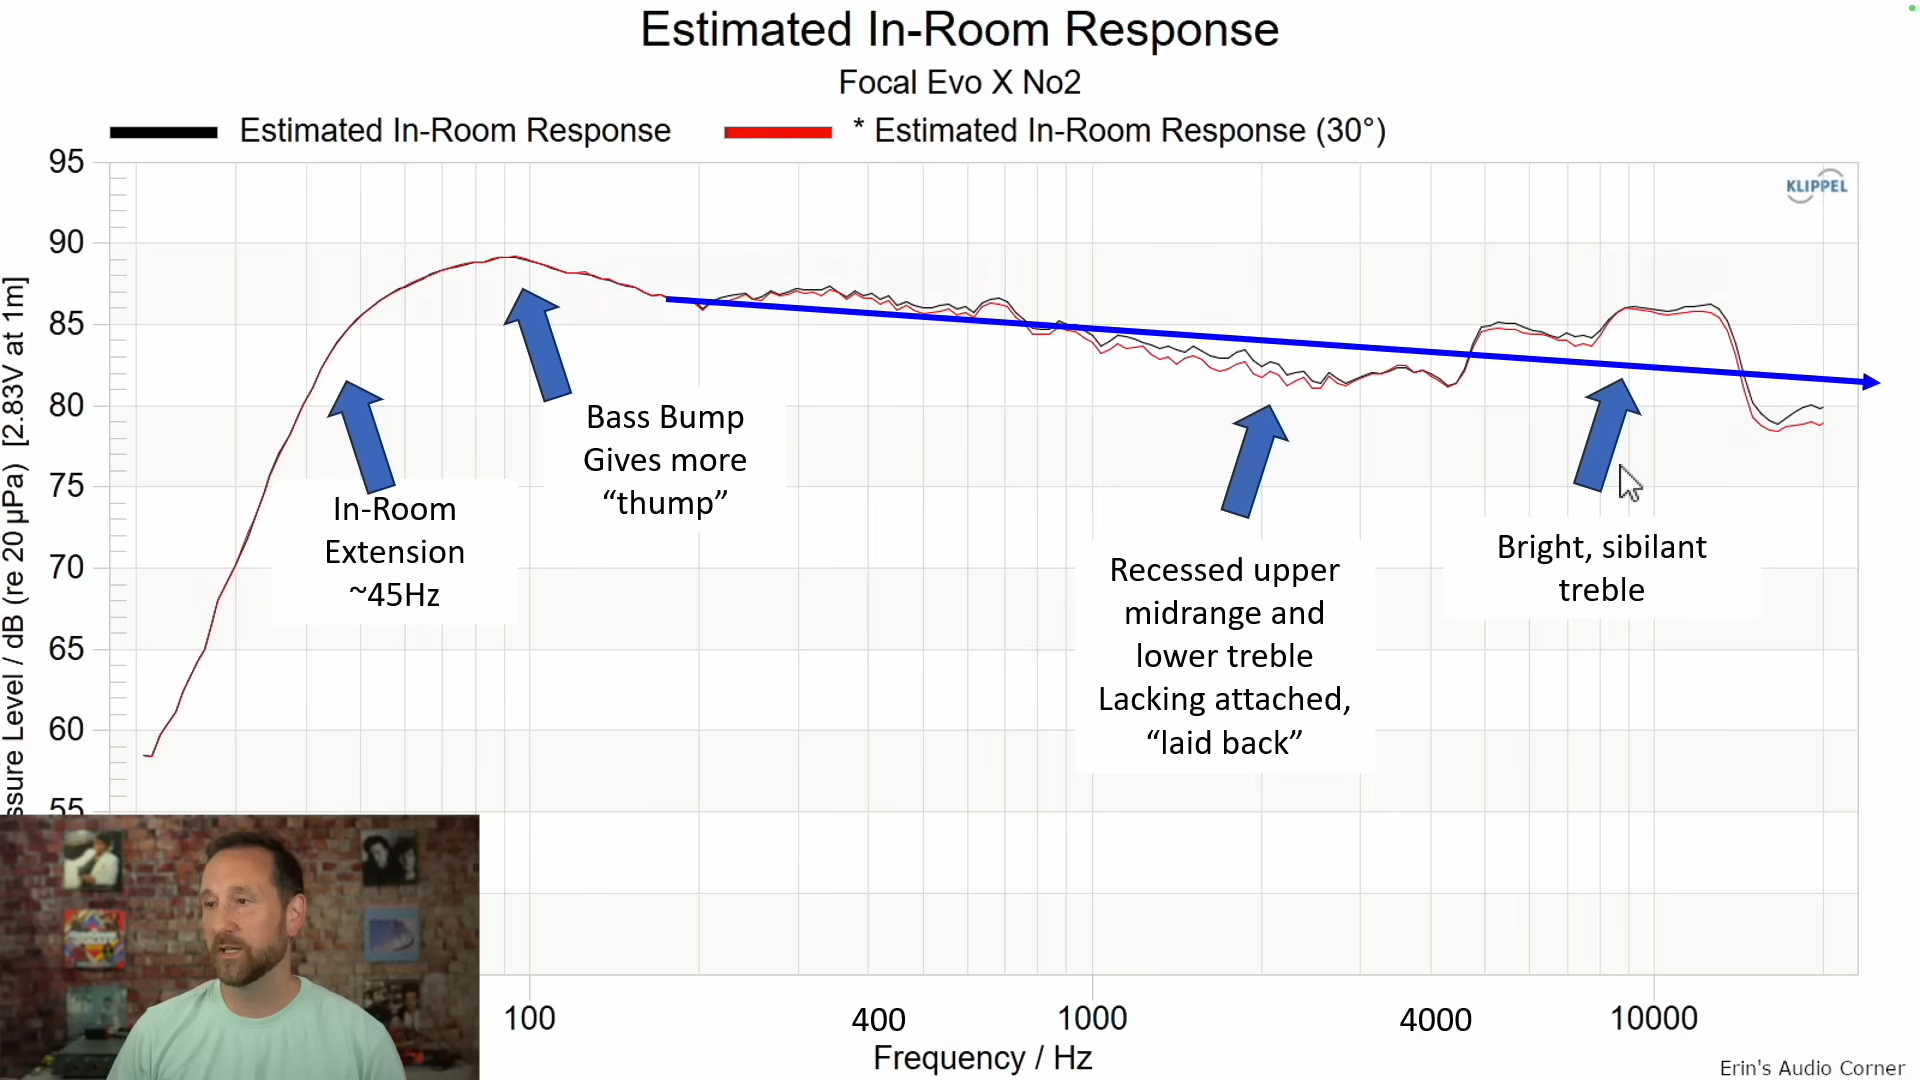 Estimated In-Room Response
Focal Evo X No2
Estimated In-Room Response
* Estimated In-Room Response (30°)
KLIPPEL
95
90
85
80
75
70
65
60
55
ssure Level / dB (re 20 µPa) [2.83V at 1m]
In-Room
Extension
~45Hz
Bass Bump
Gives more
“thump”
Recessed upper
midrange and
lower treble
Lacking attached,
“laid back”
Bright, sibilant
treble
100
400
1000
4000
10000
Frequency / Hz
Erin's Audio Corner